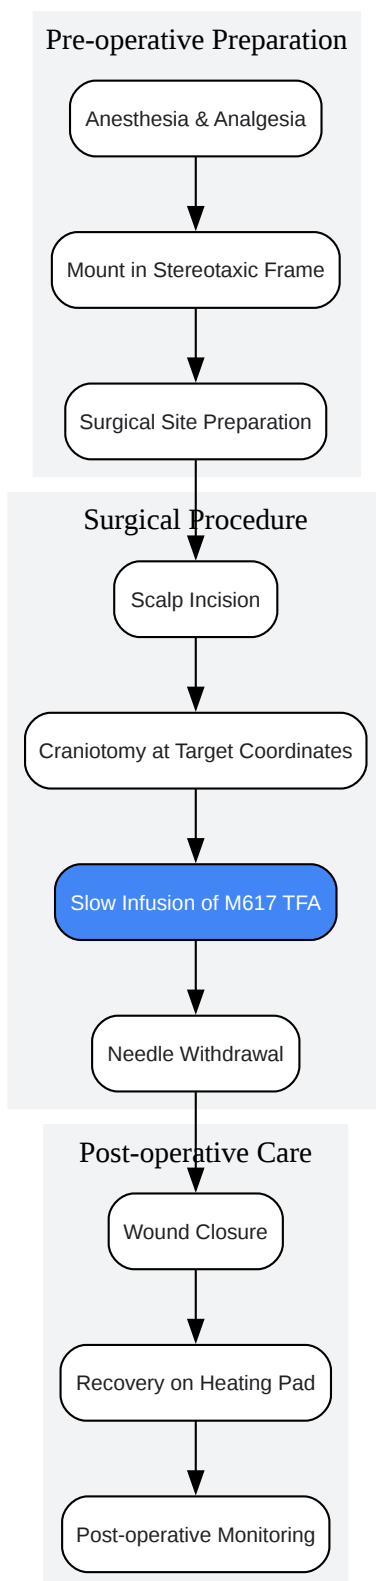 Pre-operative Preparation
Anesthesia & Analgesia
Mount in Stereotaxic Frame
Surgical Site Preparation
Surgical Procedure
Scalp Incision
Craniotomy at Target Coordinates
Slow Infusion of M617 TFA
Needle Withdrawal
Post-operative Care
Wound Closure
Recovery on Heating Pad
Post-operative Monitoring